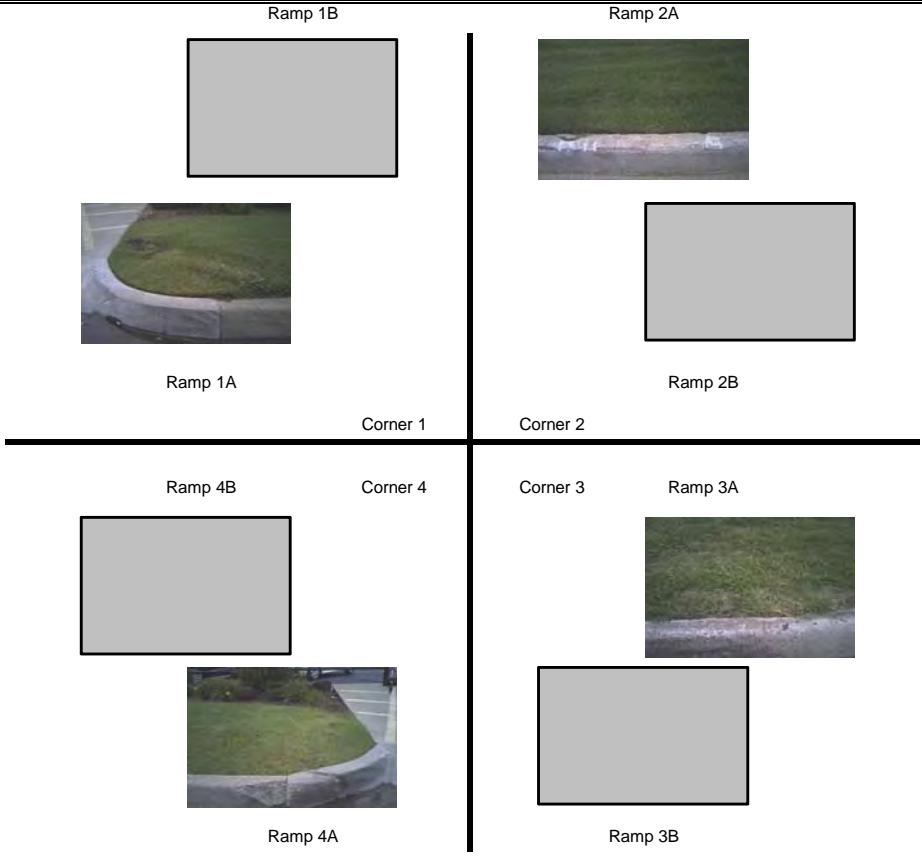 Ramp 1B
Ramp 2A
Ramp 1A
Ramp 2B
Corner 1
Corner 2
Ramp 4B
Corner 4
Corner 3
Ramp 3A
Ramp 4A
Ramp 3B